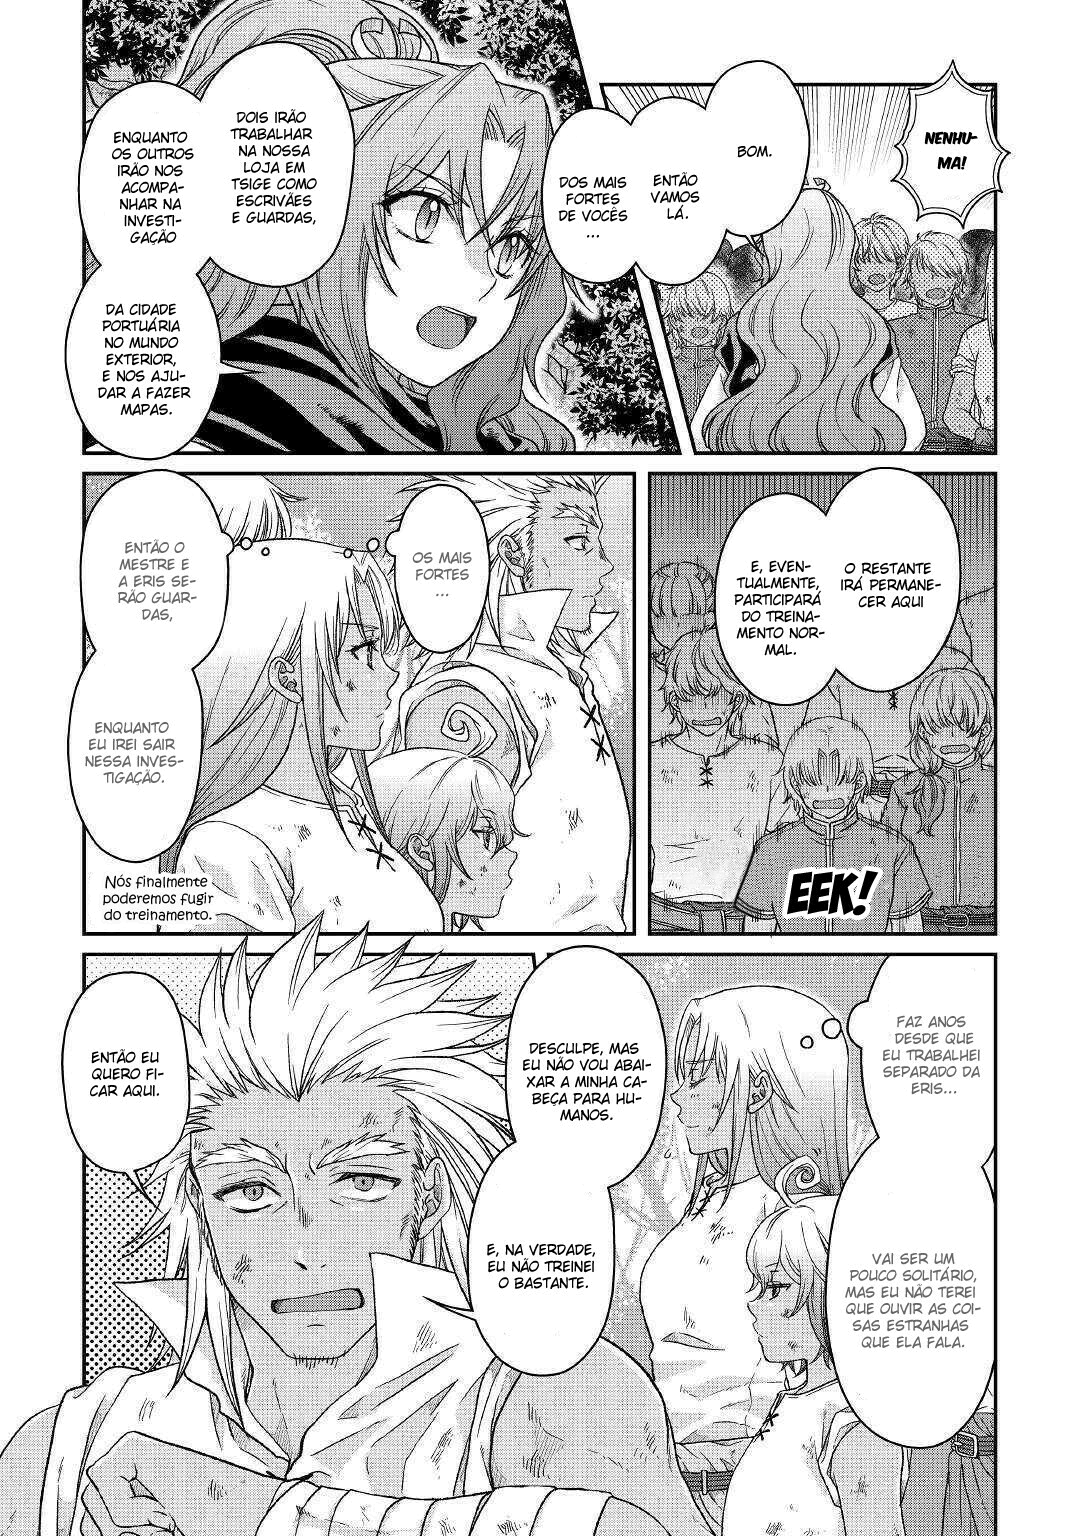 NENHU-
MA!
BOM.
ENTÃO
VAMOS
LÁ.
DOS MAIS
FORTES
DE VOCÊS
...
DOIS IRÃO
TRABALHAR
NA NOSSA
LOJA EM
TSIGE COMO
ESCRIVÃES
E GUARDAS,
ENQUANTO
OS OUTROS
IRÃO NOS
ACOMPA-
NHAR NA
INVESTI-
GAÇÃO
DA CIDADE
PORTUÁRIA
NO MUNDO
EXTERIOR,
E NOS AJU-
DAR A FAZER
MAPAS.
O RESTANTE
IRÁ PERMANE-
CER AQUI
E, EVEN-
TUALMENTE,
PARTICIPARÁ
DO TREINA-
MENTO NOR-
MAL.
EEK!
OS MAIS
FORTES
...
ENTÃO O
MESTRE E
A ERIS SE-
RÃO GUAR-
DAS,
ENQUANTO
EU IREI SAIR
NESSA INVES-
TIGAÇÃO.
Nós finalmente
poderemos fugir
do treinamento.
FAZ ANOS
DESDE QUE
EU TRABALHEI
SEPARADO DA
ERIS...
VAI SER UM
POUCO SOLITÁRIO,
MAS EU NÃO TEREI
QUE OUVIR AS COI-
SAS ESTRANHAS
QUE ELA FALA.
DESCULPE, MAS
EU NÃO VOU ABAI-
XAR A MINHA CA-
BEÇA PARA HU-
MANOS.
E, NA VERDADE,
EU NÃO TREINEI
O BASTANTE.
ENTÃO EU
QUERO FI-
CAR AQUI.